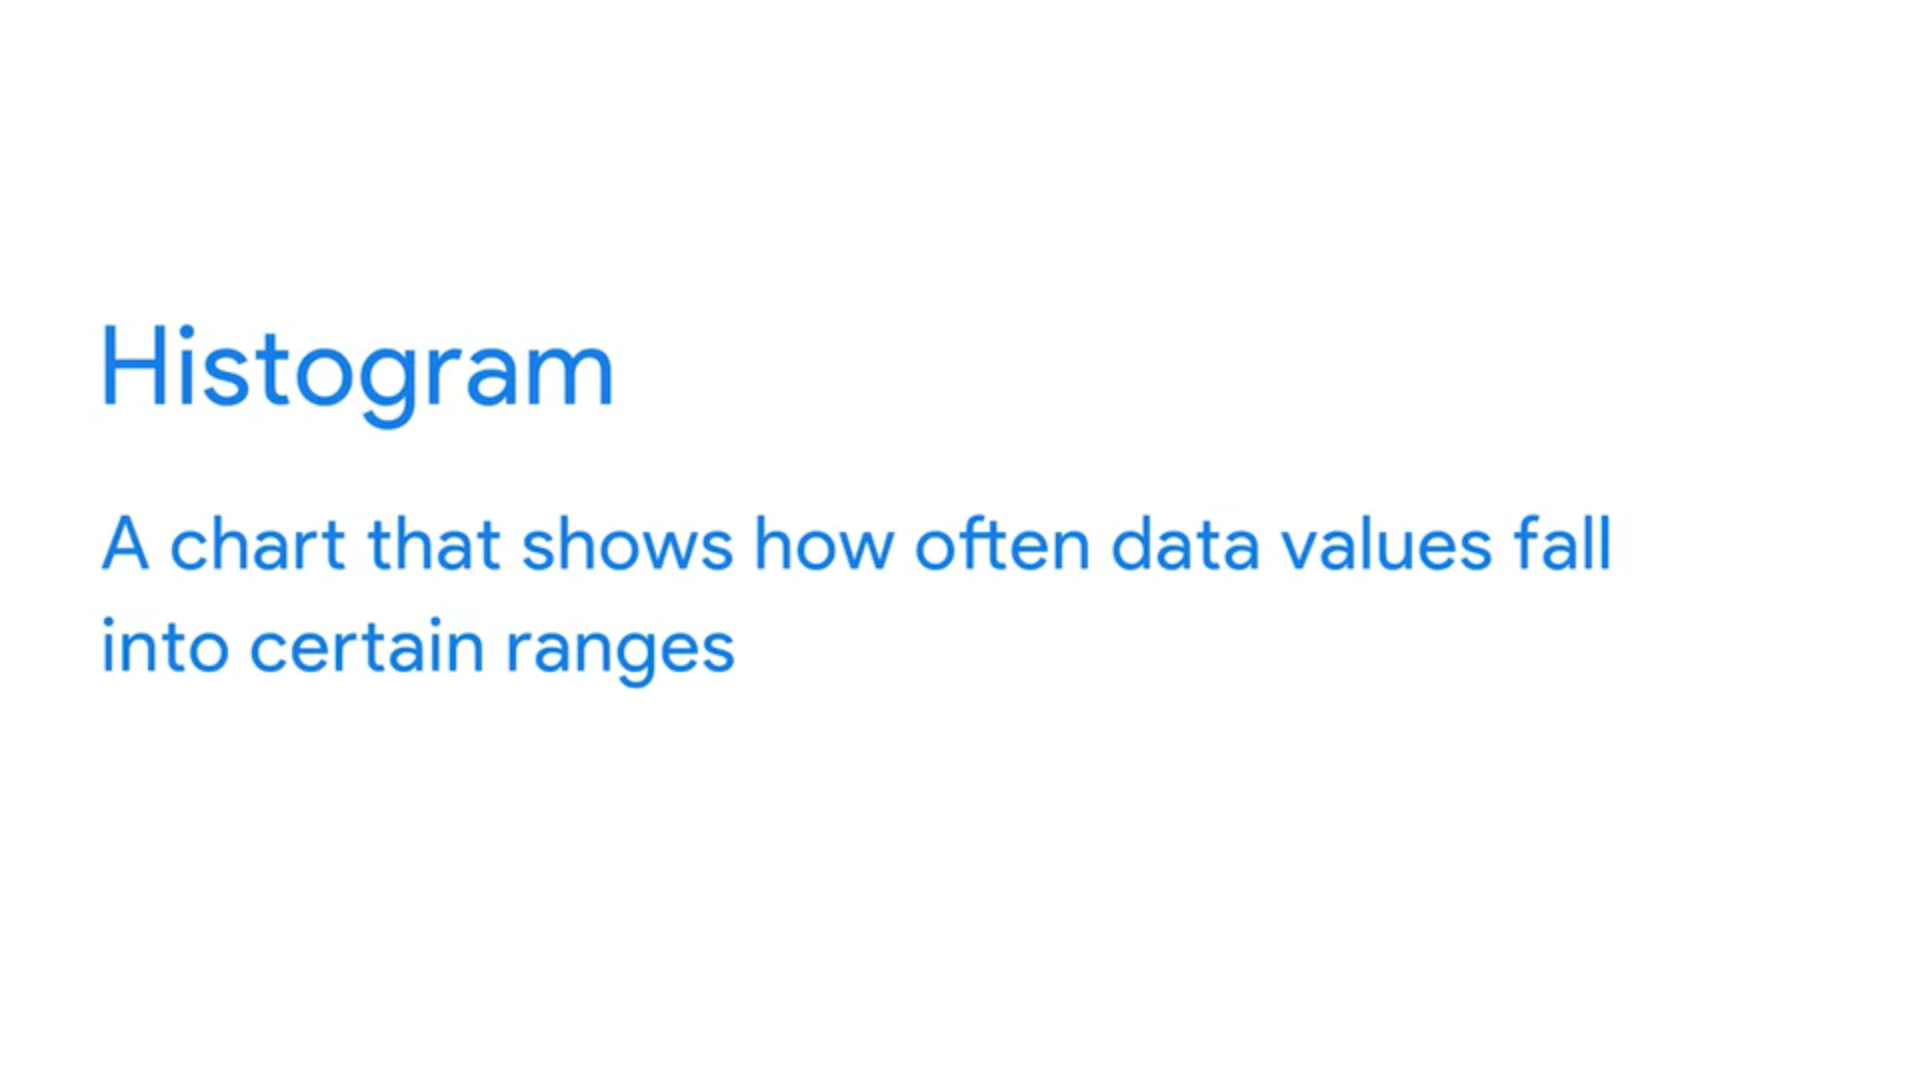 Histogram
A chart that shows how often data values fall
into certain ranges